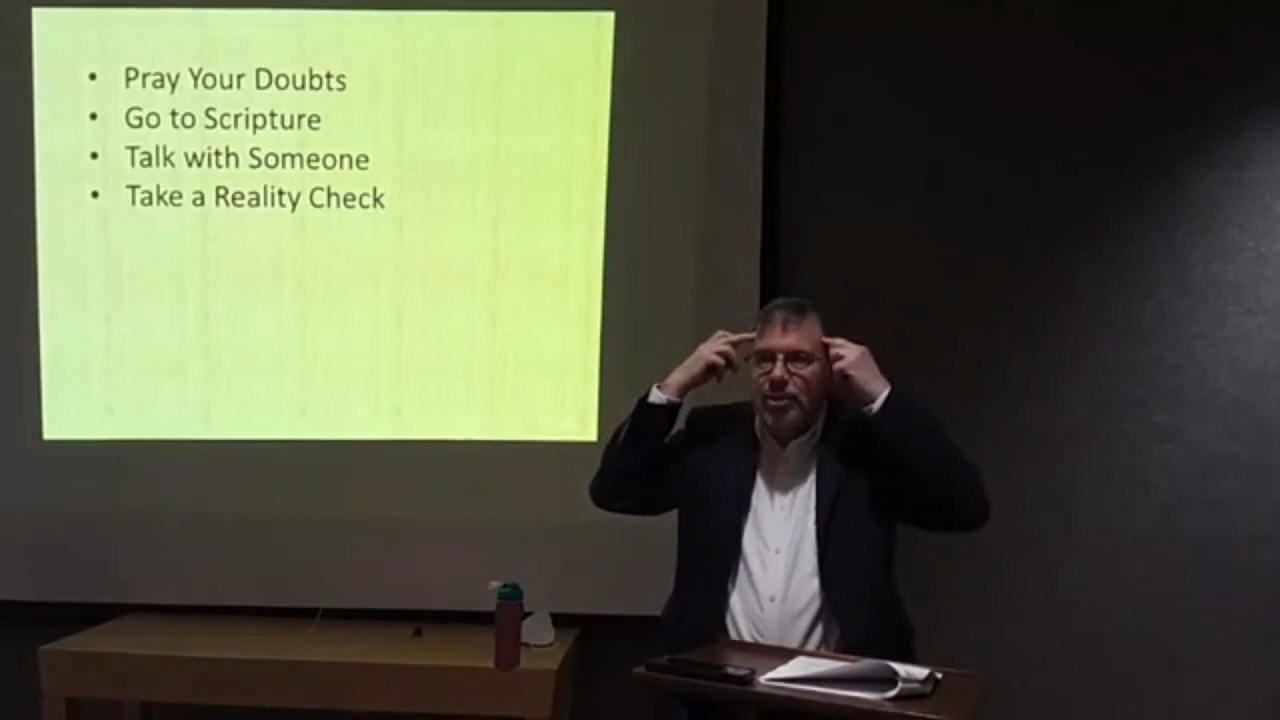 • Pray Your Doubts
• Go to Scripture
• Talk with Someone
• Take a Reality Check